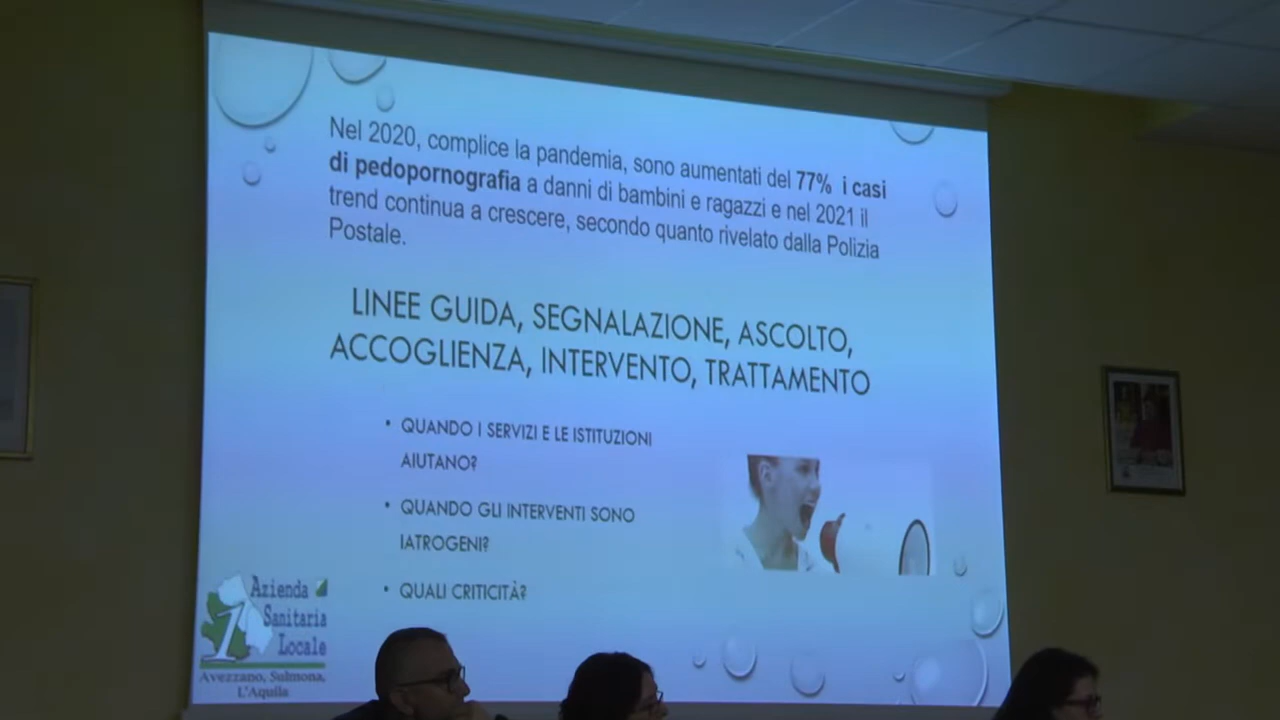 Nel 2020, complice la pandemia, sono aumentati del 77% i casi
di pedopornografia a danni di bambini e ragazzi e nel 2021 il
trend continua a crescere, secondo quanto rivelato dalla Polizia
Postale.
LINEE GUIDA, SEGNALAZIONE, ASCOLTO,
ACCOGLIENZA, INTERVENTO, TRATTAMENTO
• QUANDO I SERVIZI E LE ISTITUZIONI
AIUTANO?
• QUANDO GLI INTERVENTI SONO
IATROGENI?
• QUALI CRITICITÀ?
1 Azienda
Sanitaria
Locale
Avezzano, Sulmona,
L'Aquila